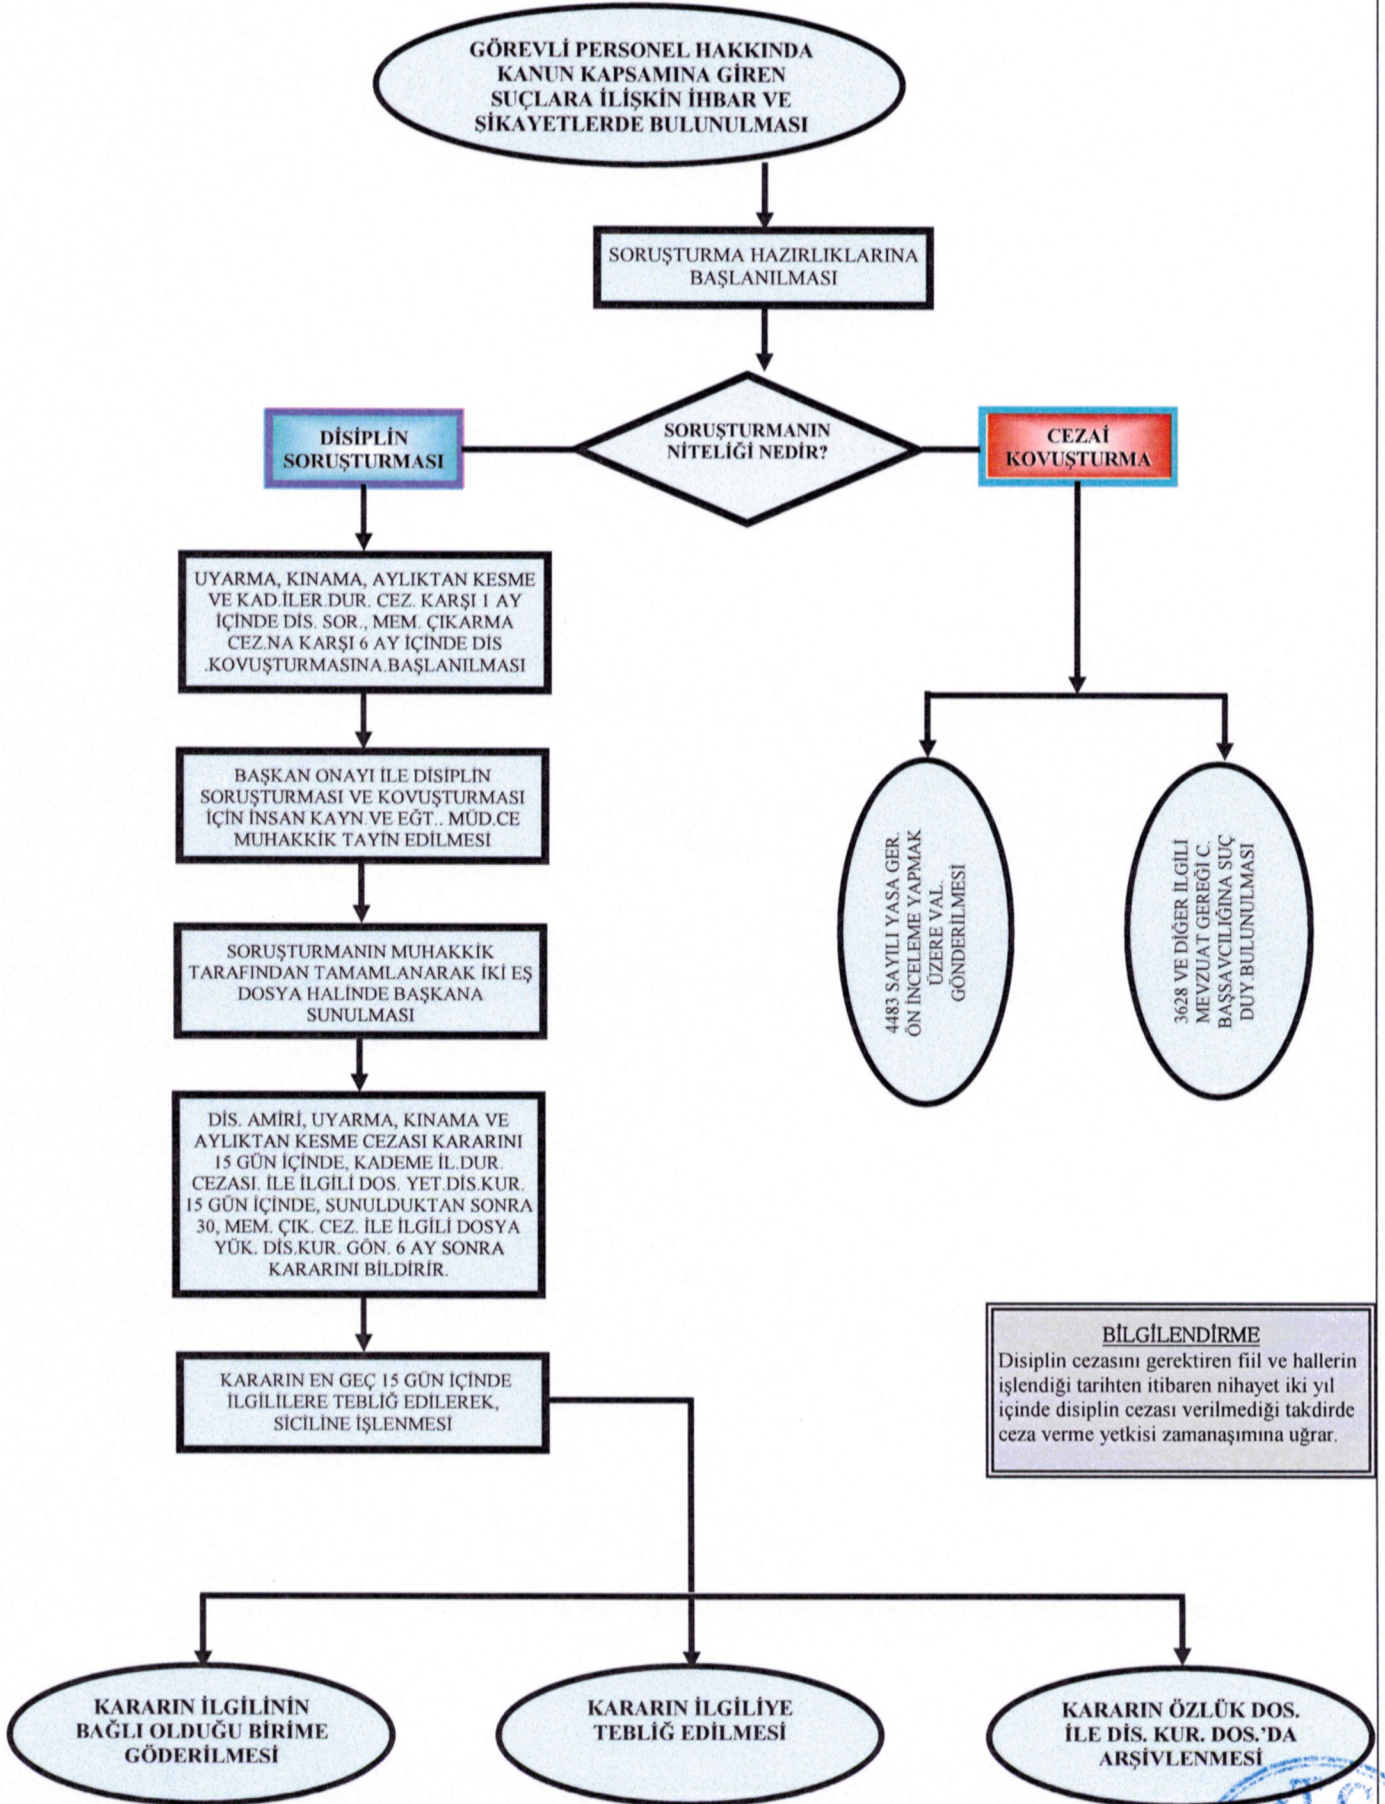 GÖREVLİ PERSONEL HAKKINDA
KANUN KAPSAMINA GİREN
SUÇLARA İLİŞKİN İHBAR VE
ŞİKAYETLERDE BULUNULMASI
SORUŞTURMA HAZIRLIKLARINA
BAŞLANILMASI
SORUŞTURMANIN
NİTELİĞİ NEDİR?
DİSİPLİN
SORUŞTURMASI
CEZAİ
KOVUŞTURMA
UYARMA, KINAMA, AYLIKTAN KESME
VE KAD.İLER.DUR. CEZ. KARŞI 1 AY
İÇİNDE DİS. SOR., MEM. ÇIKARMA
CEZ.NA KARŞI 6 AY İÇİNDE DİS
.KOVUŞTURMASINA.BAŞLANILMASI
BAŞKAN ONAYI İLE DİSİPLİN
SORUŞTURMASI VE KOVUŞTURMASI
İÇİN İNSAN KAYN.VE EĞT.. MÜD.CE
MUHAKKİK TAYİN EDİLMESİ
SORUŞTURMANIN MUHAKKİK
TARAFINDAN TAMAMLANARAK İKİ EŞ
DOSYA HALİNDE BAŞKANA
SUNULMASI
DİS. AMİRİ, UYARMA, KINAMA VE
AYLIKTAN KESME CEZASI KARARINI
15 GÜN İÇİNDE, KADEME İL.DUR.
CEZASI. İLE İLGİLİ DOS. YET.DİS.KUR.
15 GÜN İÇİNDE, SUNULDUKTAN SONRA
30, MEM. ÇIK. CEZ. İLE İLGİLİ DOSYA
YÜK. DİS.KUR. GÖN. 6 AY SONRA
KARARINI BİLDİRİR.
KARARIN EN GEÇ 15 GÜN İÇİNDE
İLGİLİLERE TEBLİĞ EDİLEREK,
SİCİLİNE İŞLENMESİ
4483 SAYILI YASA GER.
ÖN İNCELEME YAPMAK
ÜZERE VAL.
GÖNDERİLMESİ
3628 VE DİĞER İLGİLİ
MEVZUAT GEREĞİ C.
BAŞSAVCILIĞINA SUÇ
DUY.BULUNULMASI
BİLGİLENDİRME
Disiplin cezasını gerektiren fiil ve hallerin
işlendiği tarihten itibaren nihayet iki yıl
içinde disiplin cezası verilmediği takdirde
ceza verme yetkisi zamanaşımına uğrar.
KARARIN İLGİLİNİN
BAĞLI OLDUĞU BİRİME
GÖDERİLMESİ
KARARIN İLGİLİYE
TEBLİĞ EDİLMESİ
KARARIN ÖZLÜK DOS.
İLE DİS. KUR. DOS.'DA
ARŞİVLENMESİ